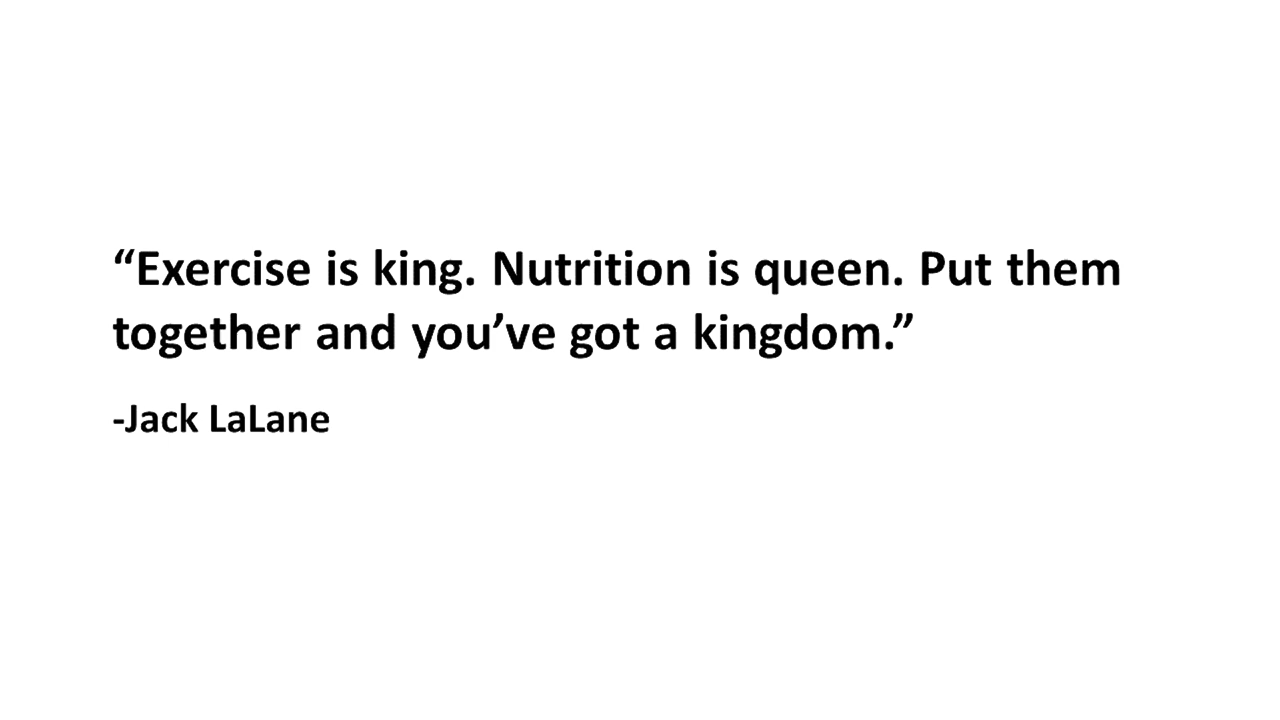 “Exercise is king. Nutrition is queen. Put them
together and you’ve got a kingdom.”
-Jack LaLane